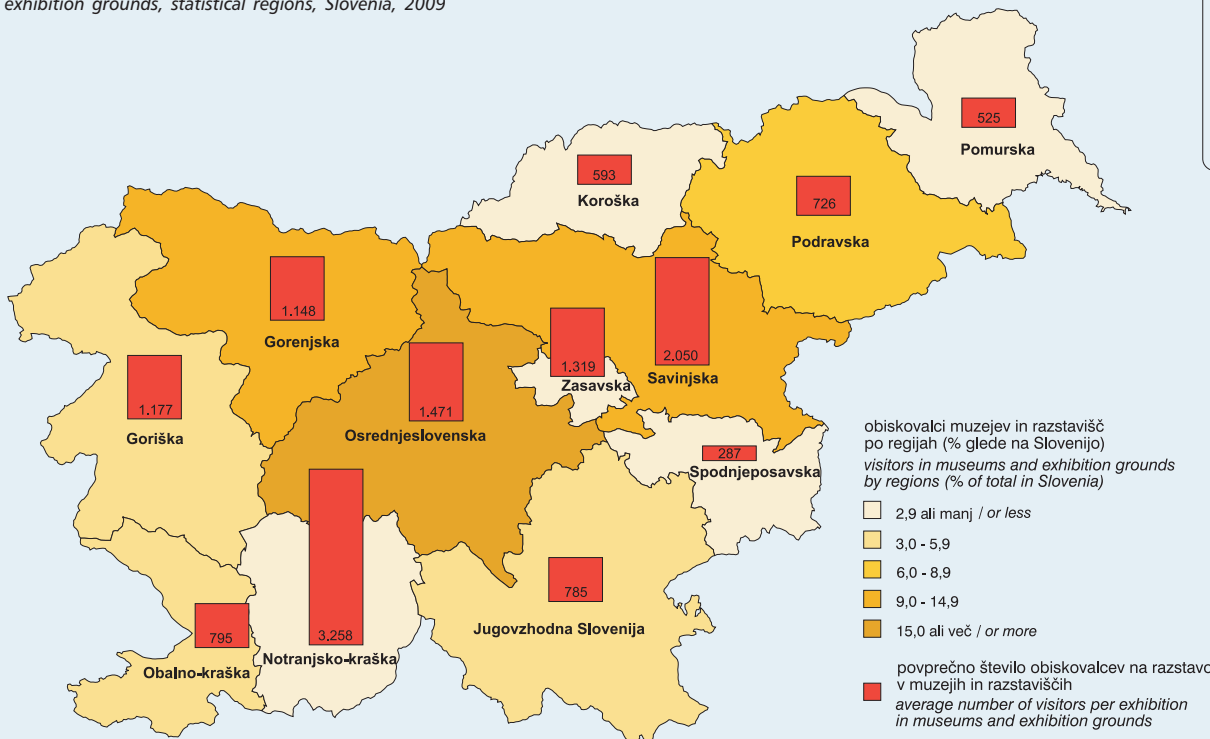 exhibition grounds, statistical regions, Slovenia, 2009
525
Pomurska
593
Koroška
726
Podravska
1.148
Gorenjska
2.050
Savinjska
1.319
Zasavska
1.177
Goriška
1.471
Osrednjeslovenska
287
Spodnjeposavska
785
Jugovzhodna Slovenija
3.258
Notranjsko-kraška
795
Obalno-kraška
obiskovalci muzejev in razstavišč
po regijah (% glede na Slovenijo)
visitors in museums and exhibition grounds
by regions (% of total in Slovenia)
2,9 ali manj / or less
3,0 - 5,9
6,0 - 8,9
9,0 - 14,9
15,0 ali več / or more
povprečno število obiskovalcev na razstavo
v muzejih in razstaviščih
average number of visitors per exhibition
in museums and exhibition grounds